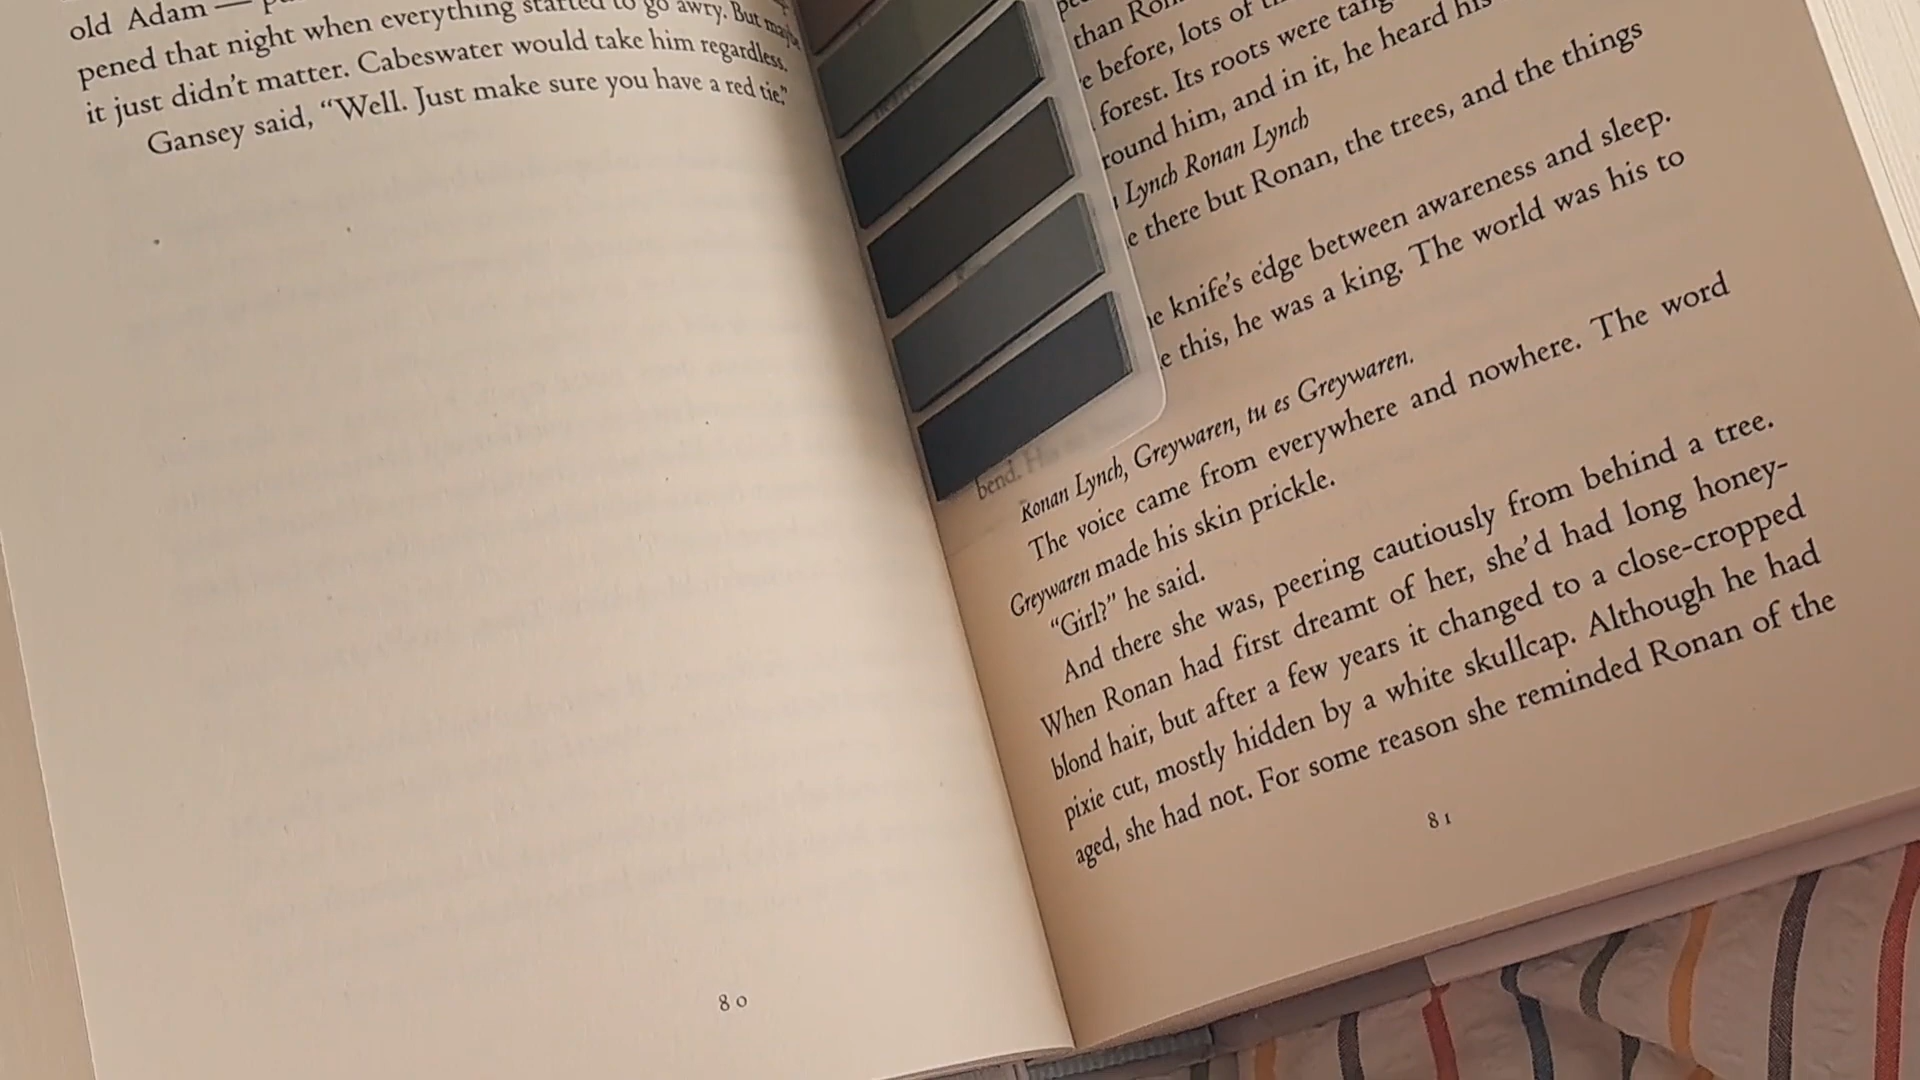 old Adam —
pened that night when everything started to go awry. But maybe
it just didn't matter. Cabeswater would take him regardless.
Gansey said, “Well. Just make sure you have a red tie.”
80
than
before, lots of
forest. Its roots were
round him, and in it, he heard his
Lynch Ronan Lynch
there but Ronan, the trees, and the things
knife's edge between awareness and sleep.
this, he was a king. The world was his to
bend.
Ronan Lynch, Greywaren, tu es Greywaren.
The voice came from everywhere and nowhere. The word
Greywaren made his skin prickle.
“Girl?” he said.
And there she was, peering cautiously from behind a tree.
When Ronan had first dreamt of her, she'd had long honey-
blond hair, but after a few years it changed to a close-cropped
pixie cut, mostly hidden by a white skullcap. Although he had
aged, she had not. For some reason she reminded Ronan of the
81